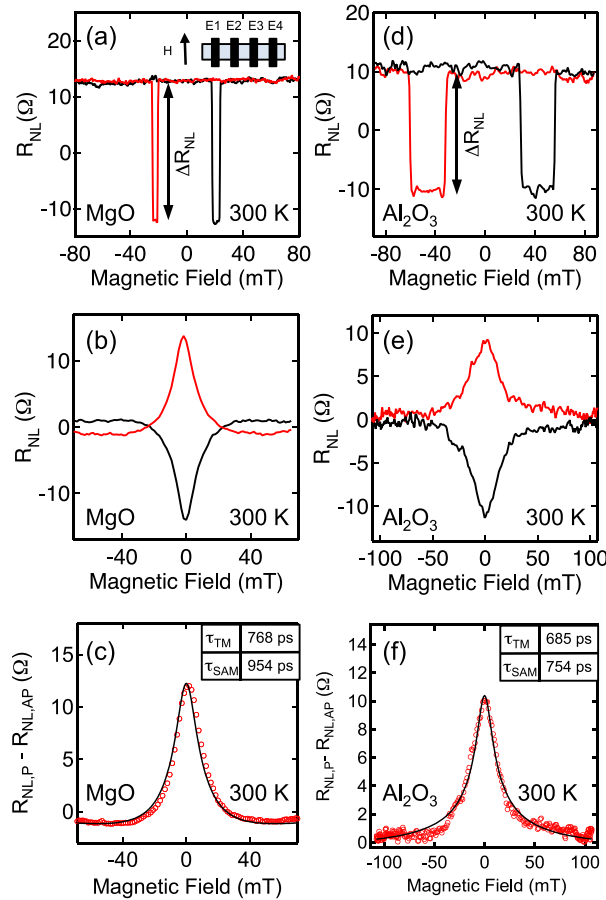 (a)
E1 E2 E3 E4
H
20
10
0
-10
R_NL (Ω)
ΔR_NL
MgO
300 K
-80 -40 0 40 80
Magnetic Field (mT)
(d)
20
10
0
-10
R_NL (Ω)
ΔR_NL
Al₂O₃
300 K
-80 -40 0 40 80
Magnetic Field (mT)
(b)
10
0
-10
R_NL (Ω)
MgO
300 K
-40 0 40
Magnetic Field (mT)
(e)
10
5
0
-5
-10
R_NL (Ω)
Al₂O₃
300 K
-100 -50 0 50 100
Magnetic Field (mT)
(c)
τ_TM 768 ps
τ_SAM 954 ps
15
10
5
0
R_NL,P - R_NL,AP (Ω)
MgO
300 K
-40 0 40
Magnetic Field (mT)
(f)
τ_TM 685 ps
τ_SAM 754 ps
14
12
10
8
6
4
2
0
R_NL,P- R_NL,AP (Ω)
Al₂O₃
300 K
-100 -50 0 50 100
Magnetic Field (mT)